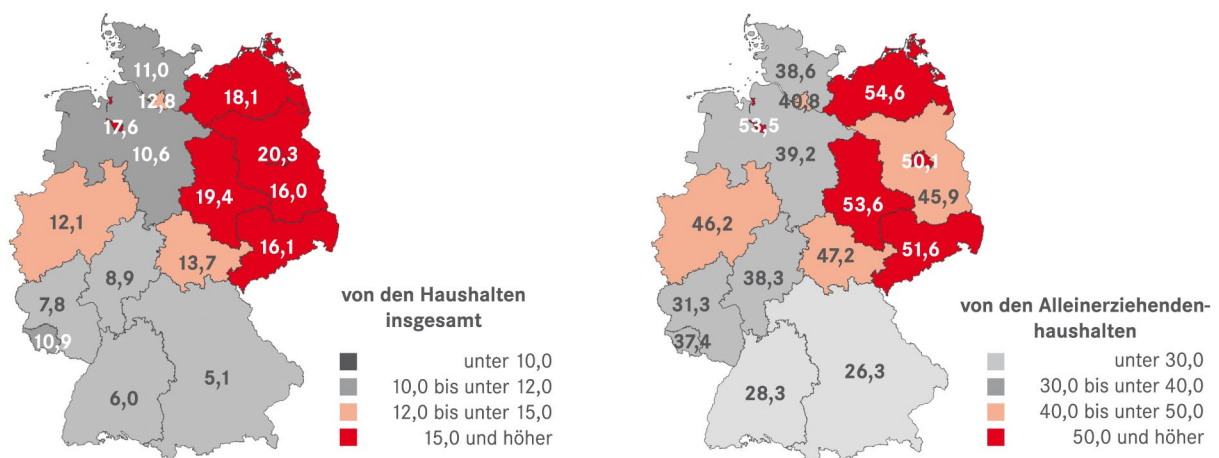 11,0
12,8
18,1
17,6
10,6
20,3
19,4
16,0
12,1
16,1
13,7
8,9
7,8
10,9
5,1
6,0
von den Haushalten
insgesamt
unter 10,0
10,0 bis unter 12,0
12,0 bis unter 15,0
15,0 und höher
38,6
40,8
54,6
53,5
39,2
50,1
45,9
53,6
46,2
51,6
47,2
38,3
31,3
37,4
26,3
28,3
von den Alleinerziehenden-
haushalten
unter 30,0
30,0 bis unter 40,0
40,0 bis unter 50,0
50,0 und höher